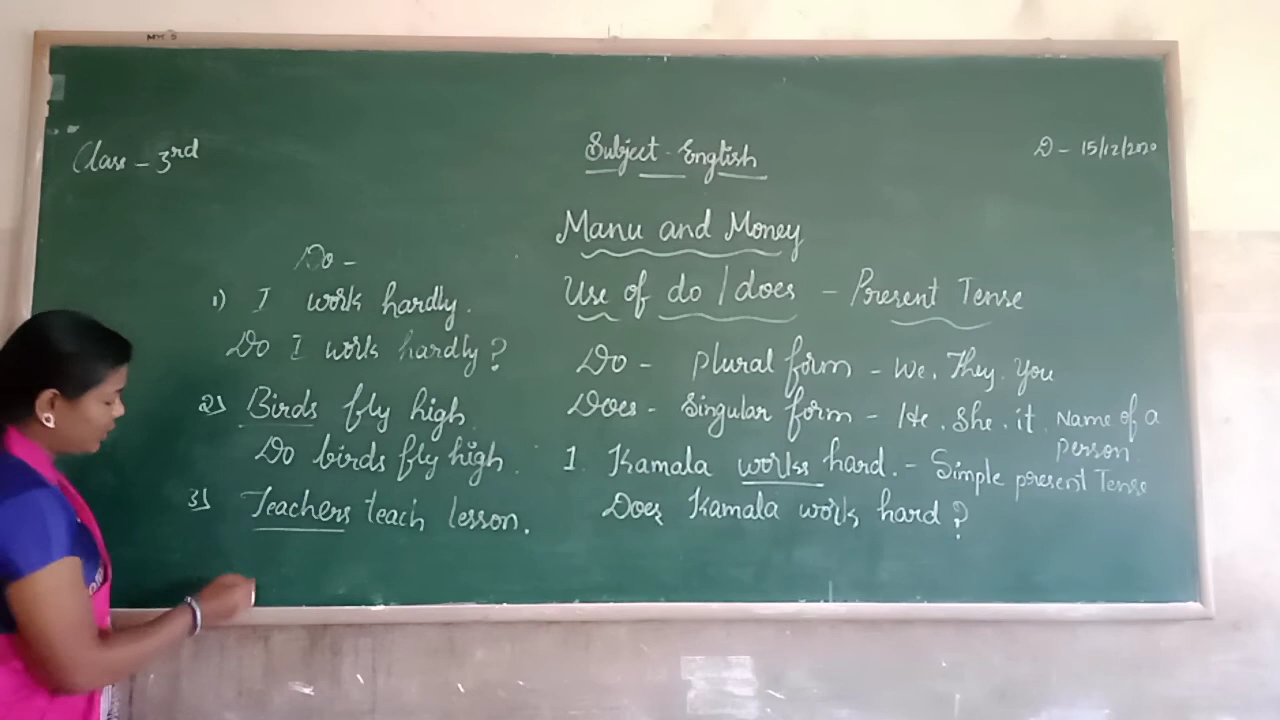 Class - 3rd
Subject - English
D - 15/12/2020
Manu and Money
Use of do / does - Present Tense
Do - plural form - We, They, You
Does - Singular form - He, She, it, Name of a
person.
1. Kamala works hard. - Simple present Tense
Does Kamala work hard?
Do -
1) I work hardly.
Do I work hardly?
2) Birds fly high.
Do birds fly high.
3) Teachers teach lesson.